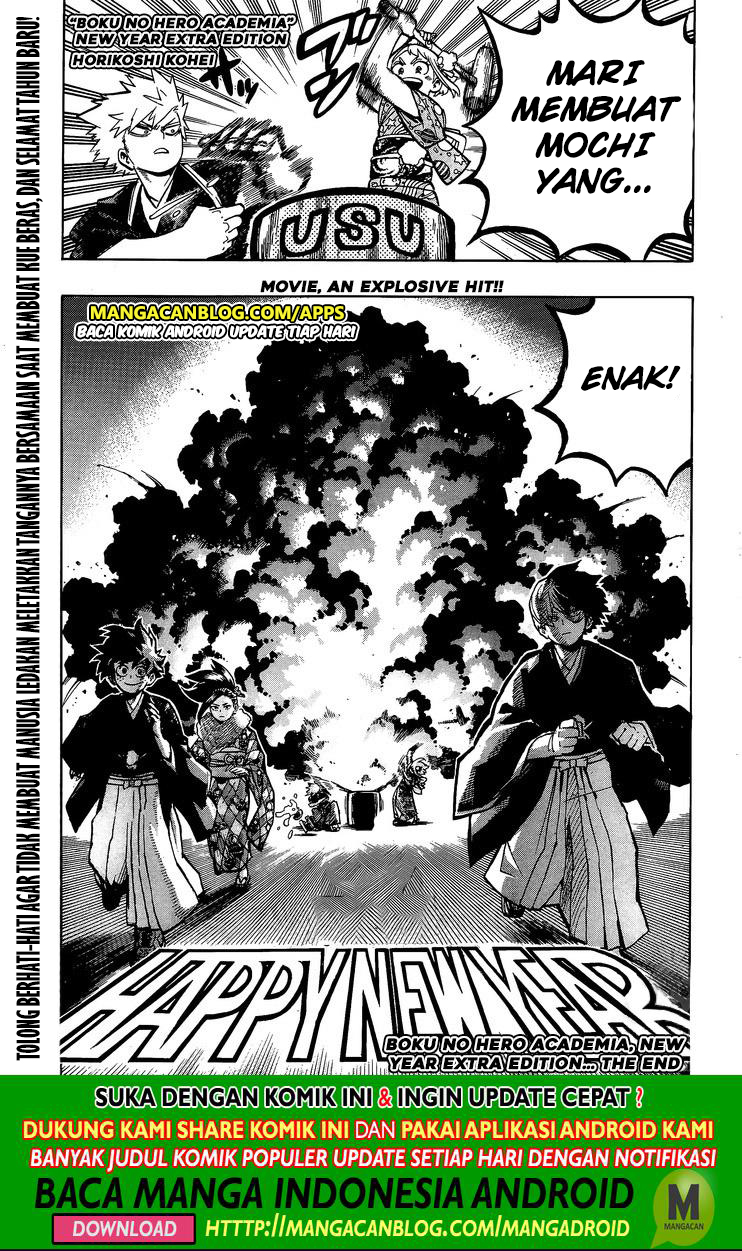 "BOKU NO HERO ACADEMIA"
NEW YEAR EXTRA EDITION
HORIKOSHI KOHEI
ガッ
ブン
MARI
MEMBUAT
MOCHI
YANG...
USU
MOVIE, AN EXPLOSIVE HIT!!
MANGACANBLOG.COM/APPS
BACA KOMIK ANDROID UPDATE TIAP HARI
ENAK!
TOLONG BERHATI-HATI AGAR TIDAK MEMBUAT MANUSIA LEDAKAN MELETAKKAN TANGANNYA BERSAMAAN SAAT MEMBUAT KUE BERAS, DAN SELAMAT TAHUN BARU!
HAPPY NEW YEAR
BOKU NO HERO ACADEMIA, NEW
YEAR EXTRA EDITION... THE END
SUKA DENGAN KOMIK INI & INGIN UPDATE CEPAT ?
DUKUNG KAMI SHARE KOMIK INI DAN PAKAI APLIKASI ANDROID KAMI
BANYAK JUDUL KOMIK POPULER UPDATE SETIAP HARI DENGAN NOTIFIKASI
BACA MANGA INDONESIA ANDROID
DOWNLOAD
HTTTP://MANGACANBLOG.COM/MANGADROID
M
MANGACAN